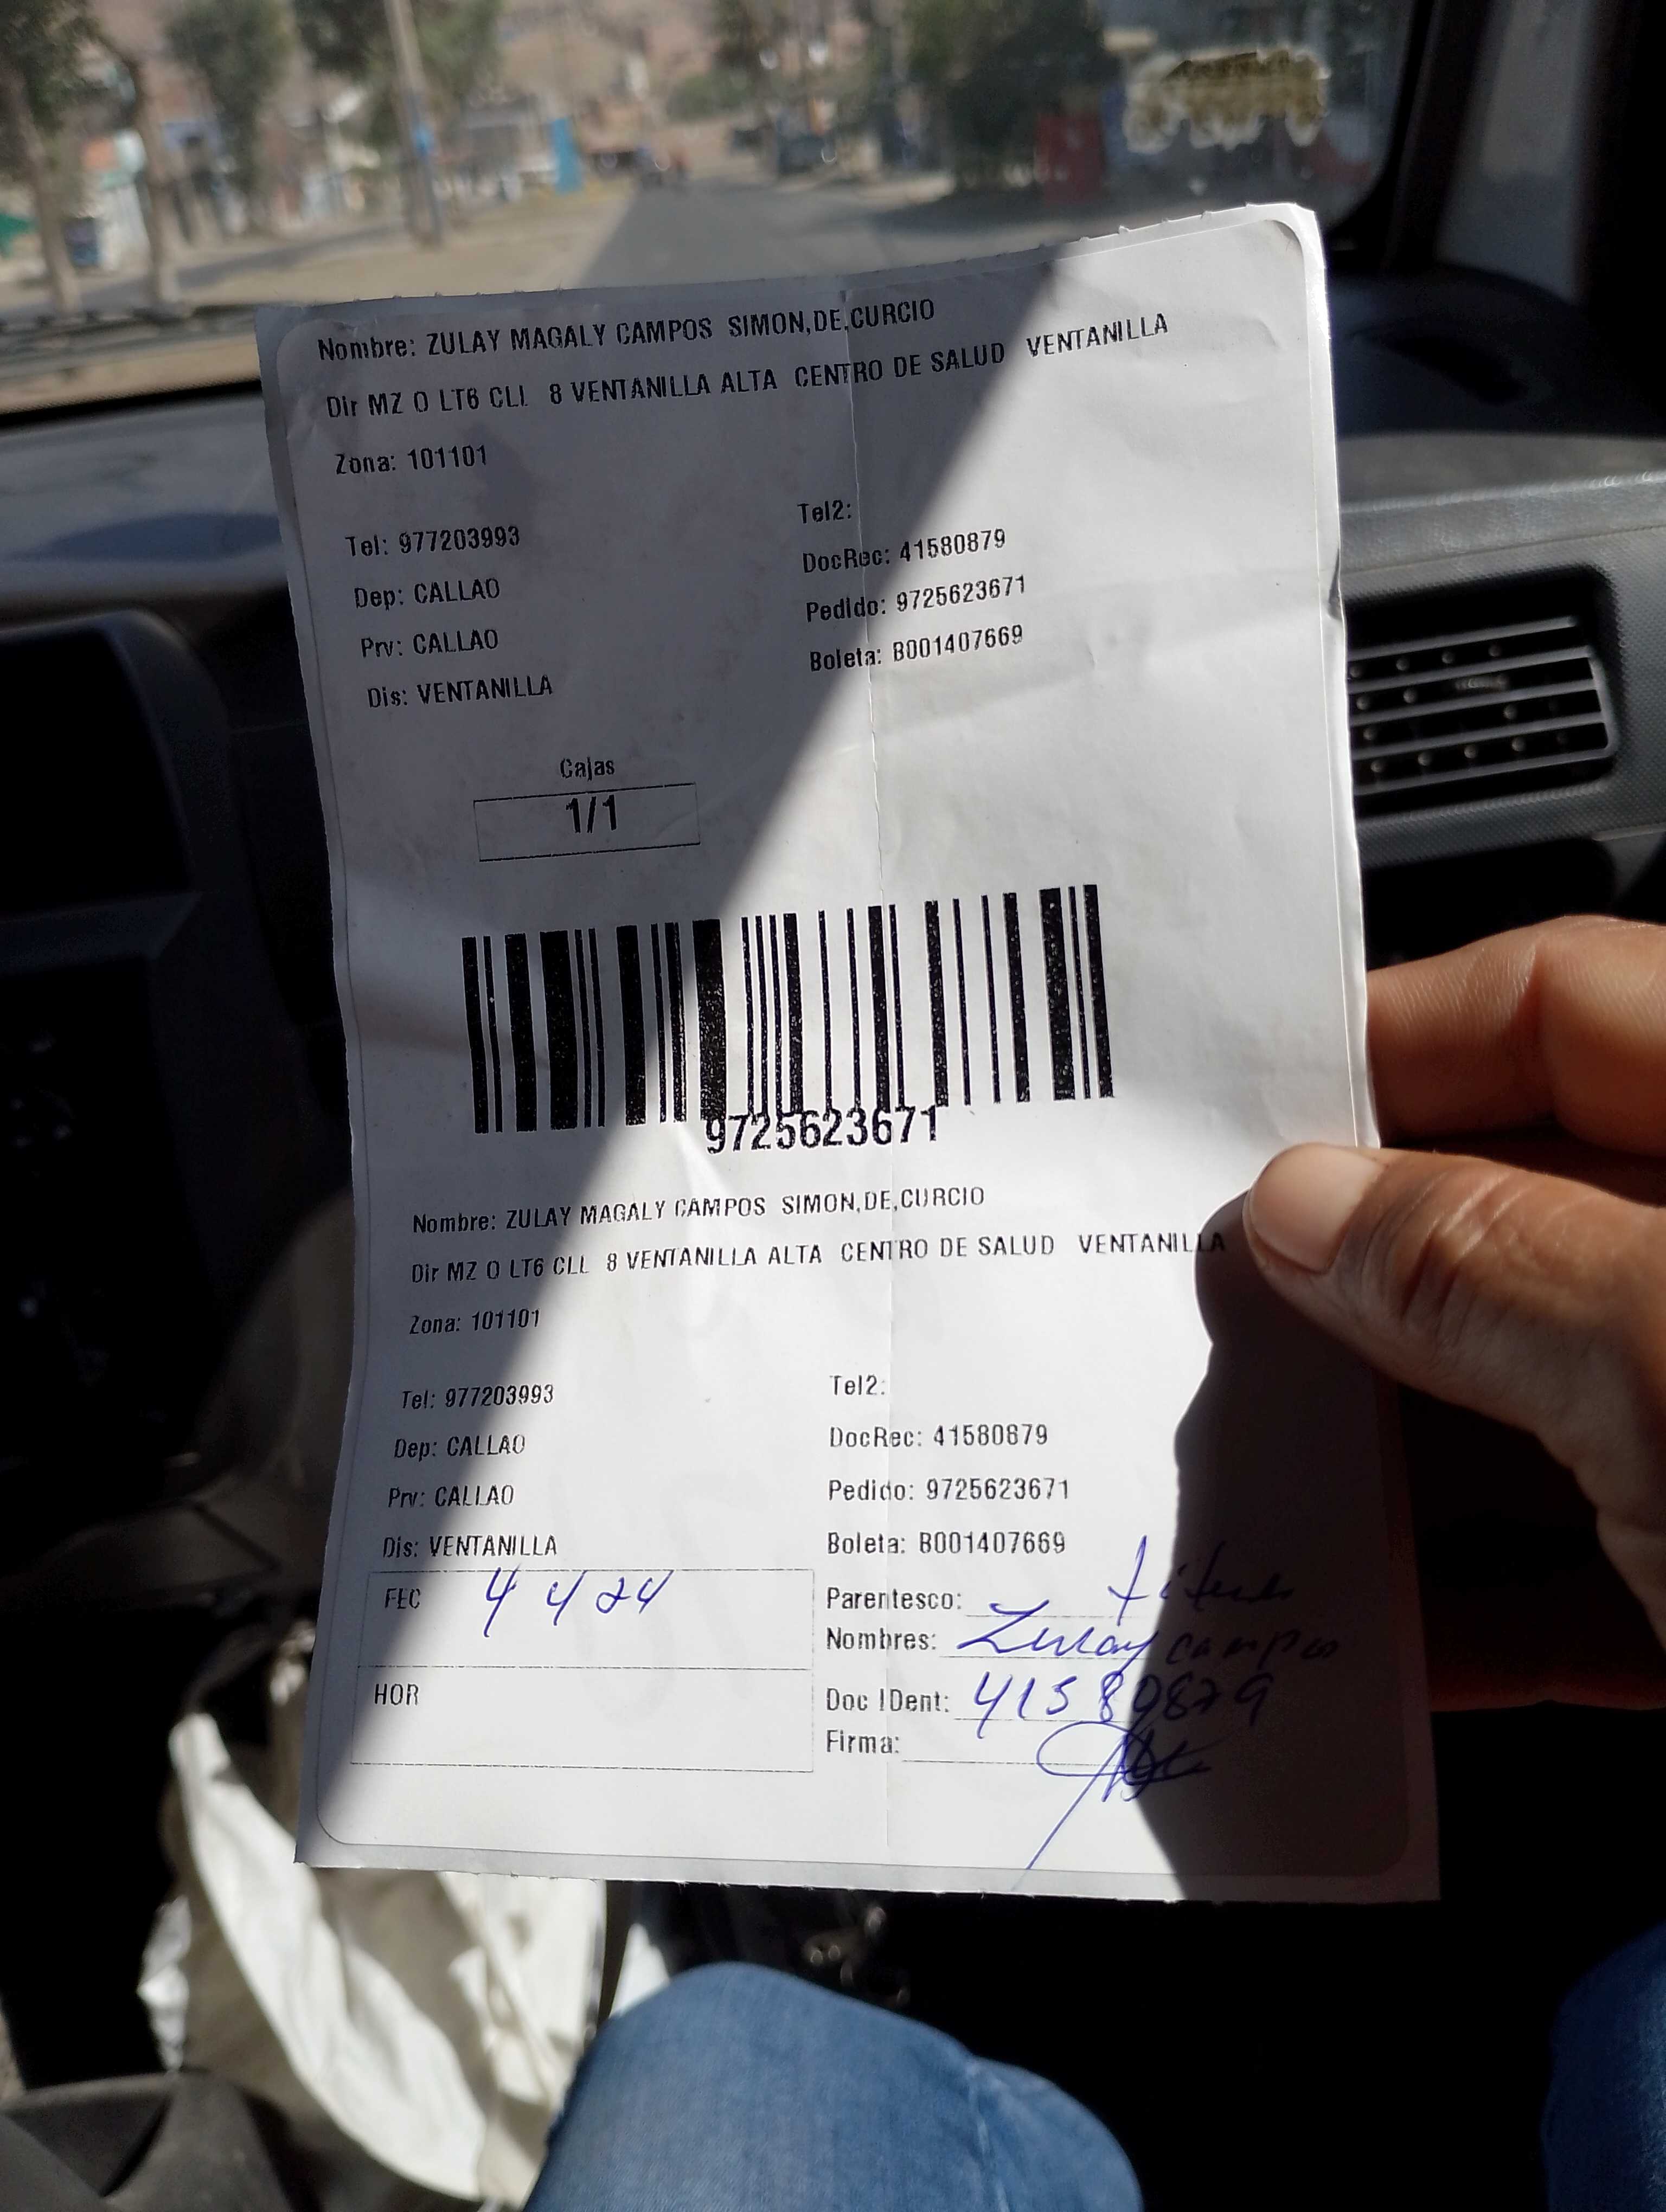 Nombre: ZULAY MAGALY CAMPOS SIMON,DE,CURCIO
Dir MZ O LT6 CLL 8 VENTANILLA ALTA CENTRO DE SALUD VENTANILLA
Zona: 101101
Tel: 977203993
Tel2:
Dep: CALLAO
DocRec: 41580879
Prv: CALLAO
Pedido: 9725623671
Dis: VENTANILLA
Boleta: B001407669
Cajas
1/1
9725623671
Nombre: ZULAY MAGALY CAMPOS SIMON,DE,CURCIO
Dir MZ O LT6 CLL 8 VENTANILLA ALTA CENTRO DE SALUD VENTANILLA
Zona: 101101
Tel: 977203993
Tel2:
Dep: CALLAO
DocRec: 41580879
Prv: CALLAO
Pedido: 9725623671
Dis: VENTANILLA
Boleta: B001407669
FEC 4 4 24
Parentesco:
Nombres: Zulay campos
HOR
Doc IDent: 41580879
Firma: